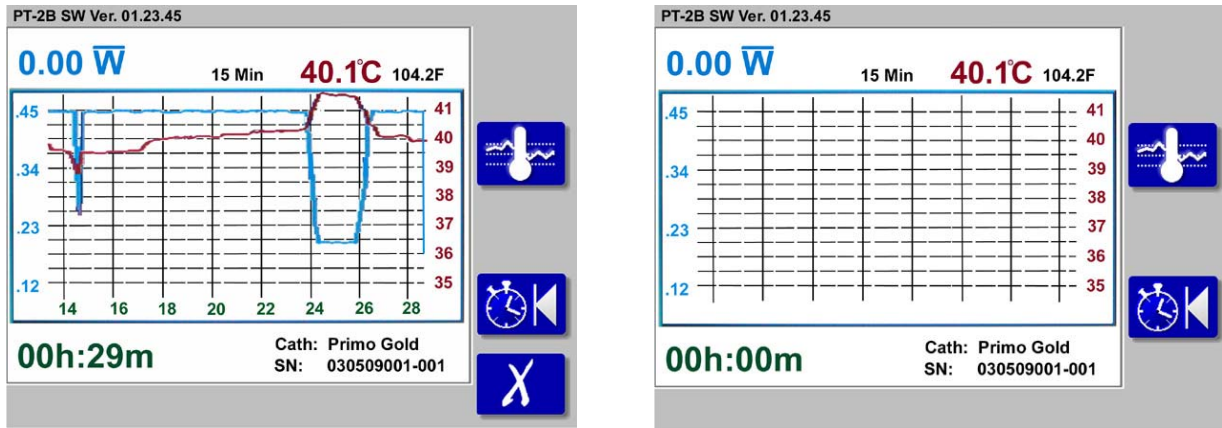 PT-2B SW Ver. 01.23.45
0.00 W
15 Min
40.1°C
104.2F
.45
.34
.23
.12
41
40
39
38
37
36
35
14 16 18 20 22 24 26 28
00h:29m
Cath: Primo Gold
SN: 030509001-001
X
PT-2B SW Ver. 01.23.45
0.00 W
15 Min
40.1°C
104.2F
.45
.34
.23
.12
41
40
39
38
37
36
35
00h:00m
Cath: Primo Gold
SN: 030509001-001